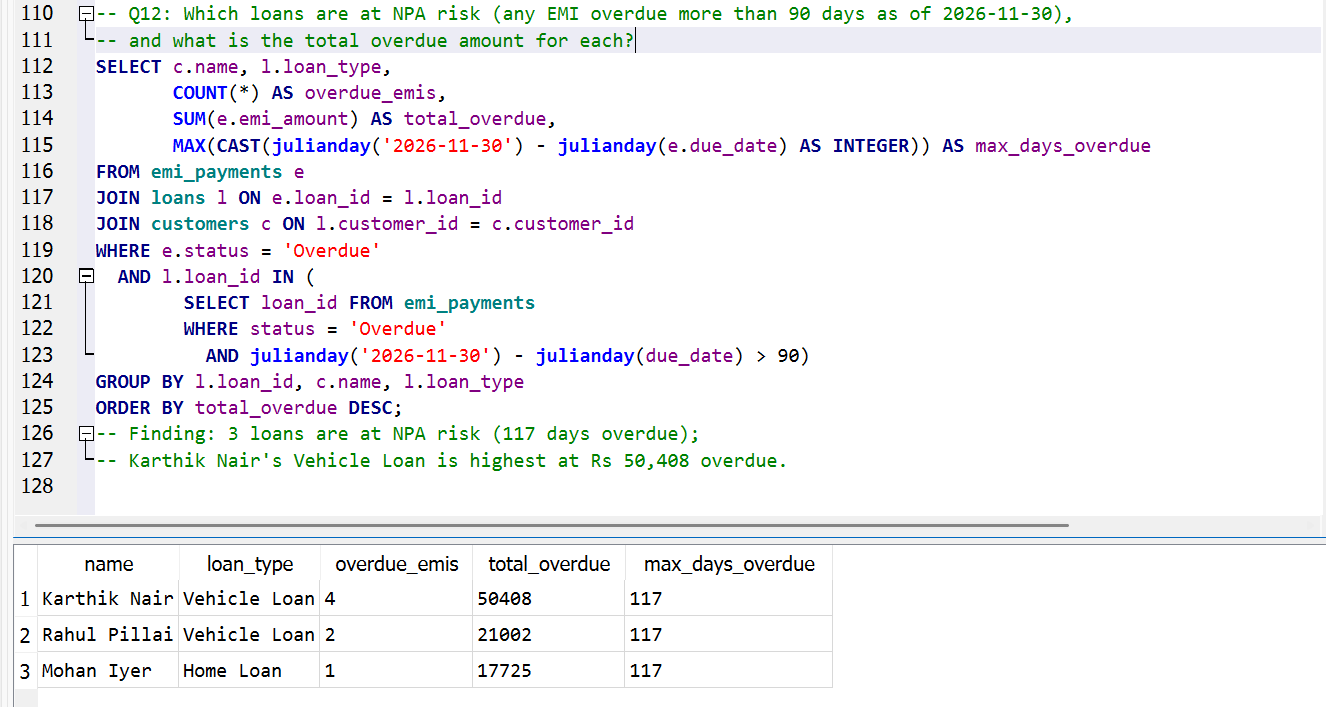 110 -- Q12: Which loans are at NPA risk (any EMI overdue more than 90 days as of 2026-11-30),
111 -- and what is the total overdue amount for each?
112 SELECT c.name, l.loan_type,
113 COUNT(*) AS overdue_emis,
114 SUM(e.emi_amount) AS total_overdue,
115 MAX(CAST(julianday('2026-11-30') - julianday(e.due_date) AS INTEGER)) AS max_days_overdue
116 FROM emi_payments e
117 JOIN loans l ON e.loan_id = l.loan_id
118 JOIN customers c ON l.customer_id = c.customer_id
119 WHERE e.status = 'Overdue'
120 AND l.loan_id IN (
121 SELECT loan_id FROM emi_payments
122 WHERE status = 'Overdue'
123 AND julianday('2026-11-30') - julianday(due_date) > 90)
124 GROUP BY l.loan_id, c.name, l.loan_type
125 ORDER BY total_overdue DESC;
126 -- Finding: 3 loans are at NPA risk (117 days overdue);
127 -- Karthik Nair's Vehicle Loan is highest at Rs 50,408 overdue.
128
name loan_type overdue_emis total_overdue max_days_overdue
1 Karthik Nair Vehicle Loan 4 50408 117
2 Rahul Pillai Vehicle Loan 2 21002 117
3 Mohan Iyer Home Loan 1 17725 117